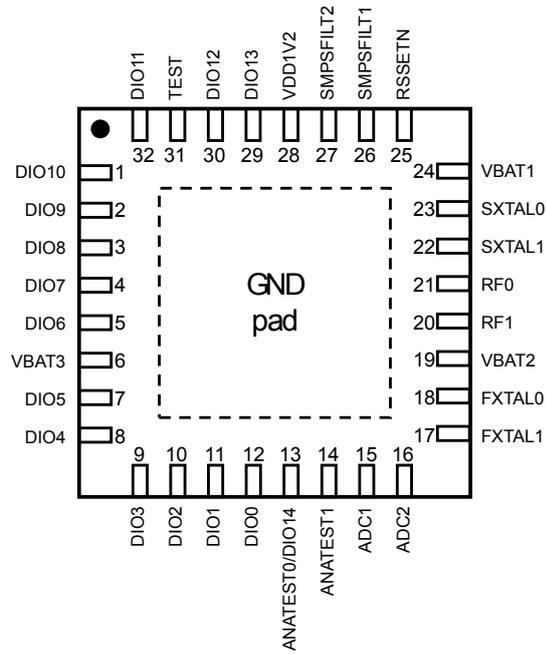 DIO11
TEST
DIO12
DIO13
VDD1V2
SMPSFILT2
SMPSFILT1
RSSETN
32 31 30 29 28 27 26 25
DIO10 1 24 VBAT1
DIO9 2 23 SXTAL0
DIO8 3 22 SXTAL1
DIO7 4 21 RF0
DIO6 5 20 RF1
VBAT3 6 19 VBAT2
DIO5 7 18 FXTAL0
DIO4 8 17 FXTAL1
GND
pad
9 10 11 12 13 14 15 16
DIO3
DIO2
DIO1
DIO0
ANATEST0/DIO14
ANATEST1
ADC1
ADC2